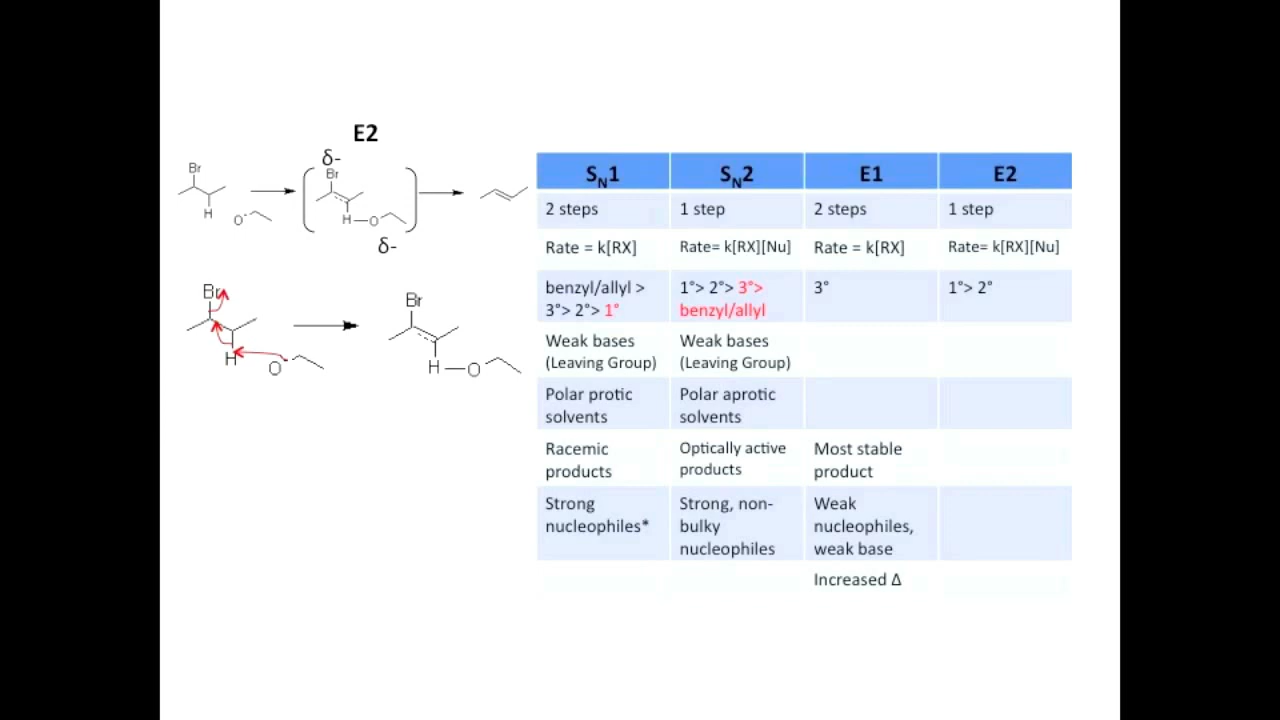 E2
δ-
Br
H
O-
Br
H
O
δ-
Br
H
O-
Br
H
O
SN1 SN2 E1 E2
2 steps 1 step 2 steps 1 step
Rate = k[RX] Rate= k[RX][Nu] Rate = k[RX] Rate= k[RX][Nu]
benzyl/allyl > 1°> 2°> 3°> 3° 1°> 2°
3°> 2°> 1° benzyl/allyl
Weak bases Weak bases
(Leaving Group) (Leaving Group)
Polar protic Polar aprotic
solvents solvents
Racemic Optically active Most stable
products products product
Strong Strong, non- Weak
nucleophiles* bulky nucleophiles,
nucleophiles weak base
Increased Δ